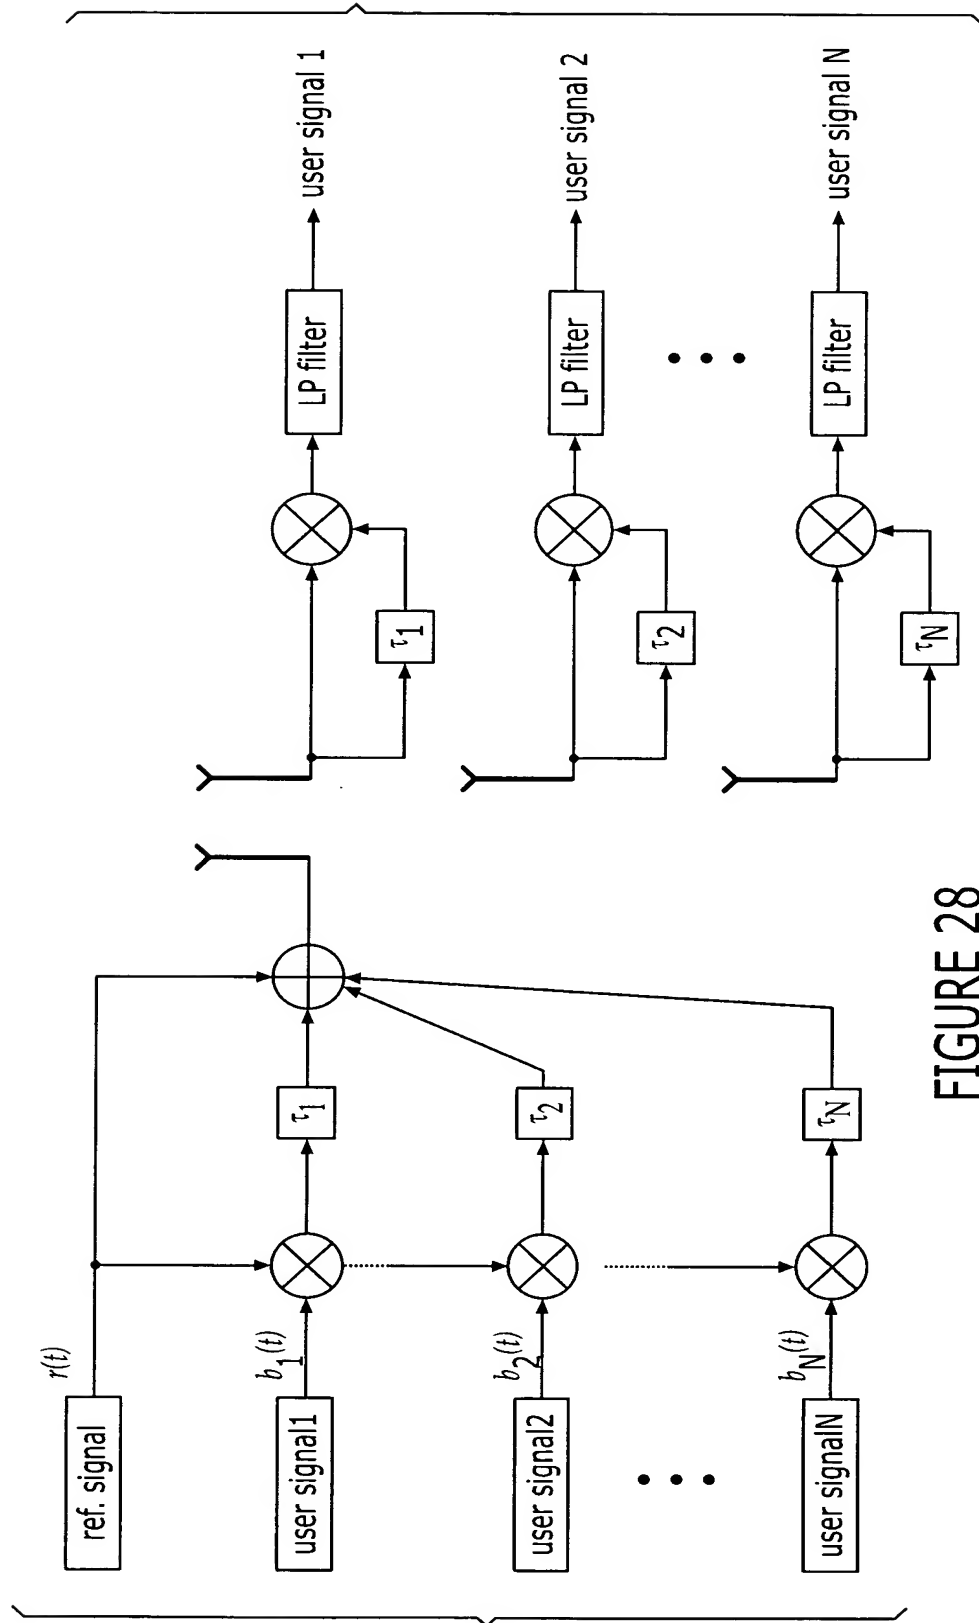 ref. signal
r(t)
user signal1
b1(t)
τ1
user signal2
b2(t)
τ2
user signalN
bN(t)
τN
τ1
LP filter
user signal 1
τ2
LP filter
user signal 2
τN
LP filter
user signal N
FIGURE 28